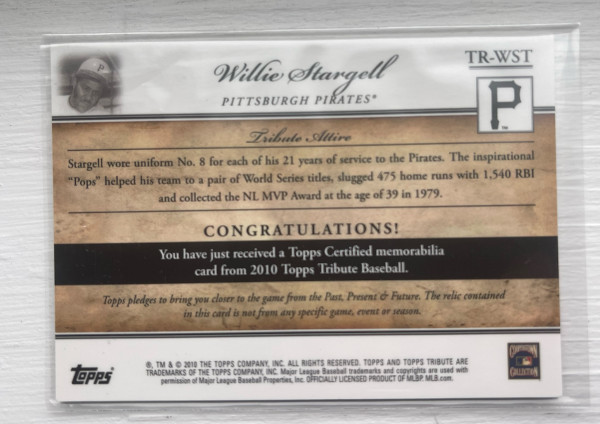 Willie Stargell
TR-WST
PITTSBURGH PIRATES®
P
P
TM
Tribute Attire
Stargell wore uniform No. 8 for each of his 21 years of service to the Pirates. The inspirational
"Pops" helped his team to a pair of World Series titles, slugged 475 home runs with 1,540 RBI
and collected the NL MVP Award at the age of 39 in 1979.
CONGRATULATIONS!
You have just received a Topps Certified memorabilia
card from 2010 Topps Tribute Baseball.
Topps pledges to bring you closer to the game from the Past, Present & Future. The relic contained
in this card is not from any specific game, event or season.
Topps
®, TM & © 2010 THE TOPPS COMPANY, INC. ALL RIGHTS RESERVED. TOPPS AND TOPPS TRIBUTE ARE
TRADEMARKS OF THE TOPPS COMPANY, INC. Major League Baseball trademarks and copyrights are used with
permission of Major League Baseball Properties, Inc. OFFICIALLY LICENSED PRODUCT OF MLBP MLB.com.
COOPERSTOWN
COLLECTION